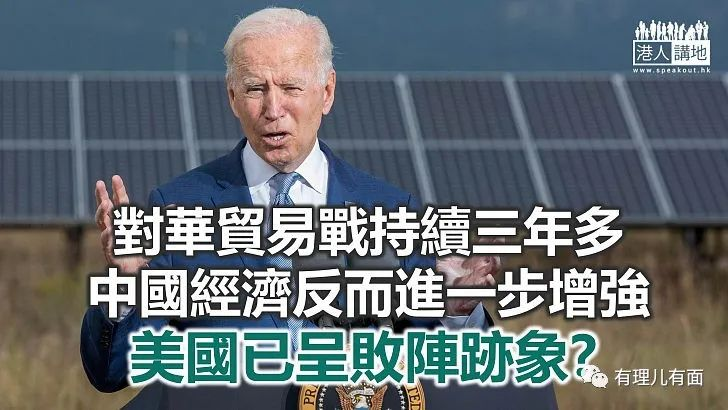 港人講地
www.speakout.hk
對華貿易戰持續三年多
中國經濟反而進一步增強
美國已呈敗陣跡象?
有理儿有面